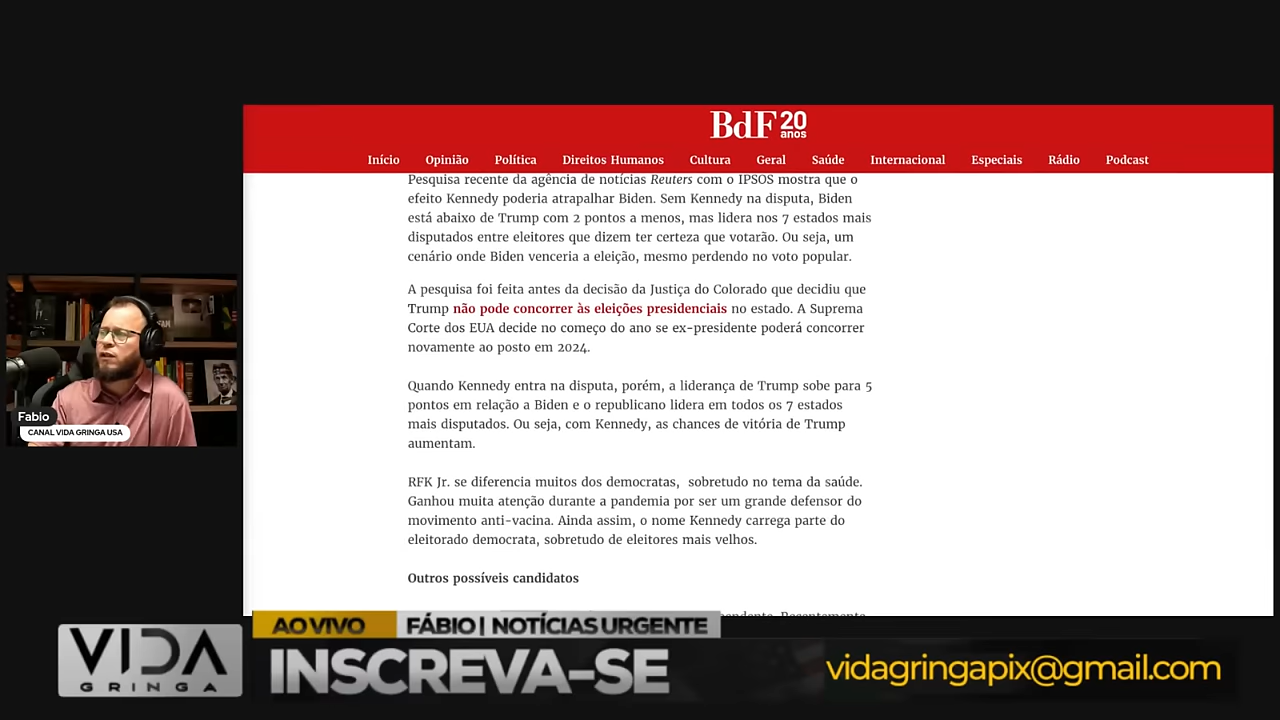 BdF 20 anos
Início Opinião Política Direitos Humanos Cultura Geral Saúde Internacional Especiais Rádio Podcast
Pesquisa recente da agência de notícias Reuters com o IPSOS mostra que o
efeito Kennedy poderia atrapalhar Biden. Sem Kennedy na disputa, Biden
está abaixo de Trump com 2 pontos a menos, mas lidera nos 7 estados mais
disputados entre eleitores que dizem ter certeza que votarão. Ou seja, um
cenário onde Biden venceria a eleição, mesmo perdendo no voto popular.
A pesquisa foi feita antes da decisão da Justiça do Colorado que decidiu que
Trump não pode concorrer às eleições presidenciais no estado. A Suprema
Corte dos EUA decide no começo do ano se ex-presidente poderá concorrer
novamente ao posto em 2024.
Quando Kennedy entra na disputa, porém, a liderança de Trump sobe para 5
pontos em relação a Biden e o republicano lidera em todos os 7 estados
mais disputados. Ou seja, com Kennedy, as chances de vitória de Trump
aumentam.
RFK Jr. se diferencia muitos dos democratas, sobretudo no tema da saúde.
Ganhou muita atenção durante a pandemia por ser um grande defensor do
movimento anti-vacina. Ainda assim, o nome Kennedy carrega parte do
eleitorado democrata, sobretudo de eleitores mais velhos.
Outros possíveis candidatos
Fabio
CANAL VIDA GRINGA USA
AO VIVO FÁBIO | NOTÍCIAS URGENTE
VIDA
GRINGA
INSCREVA-SE
vidagringapix@gmail.com